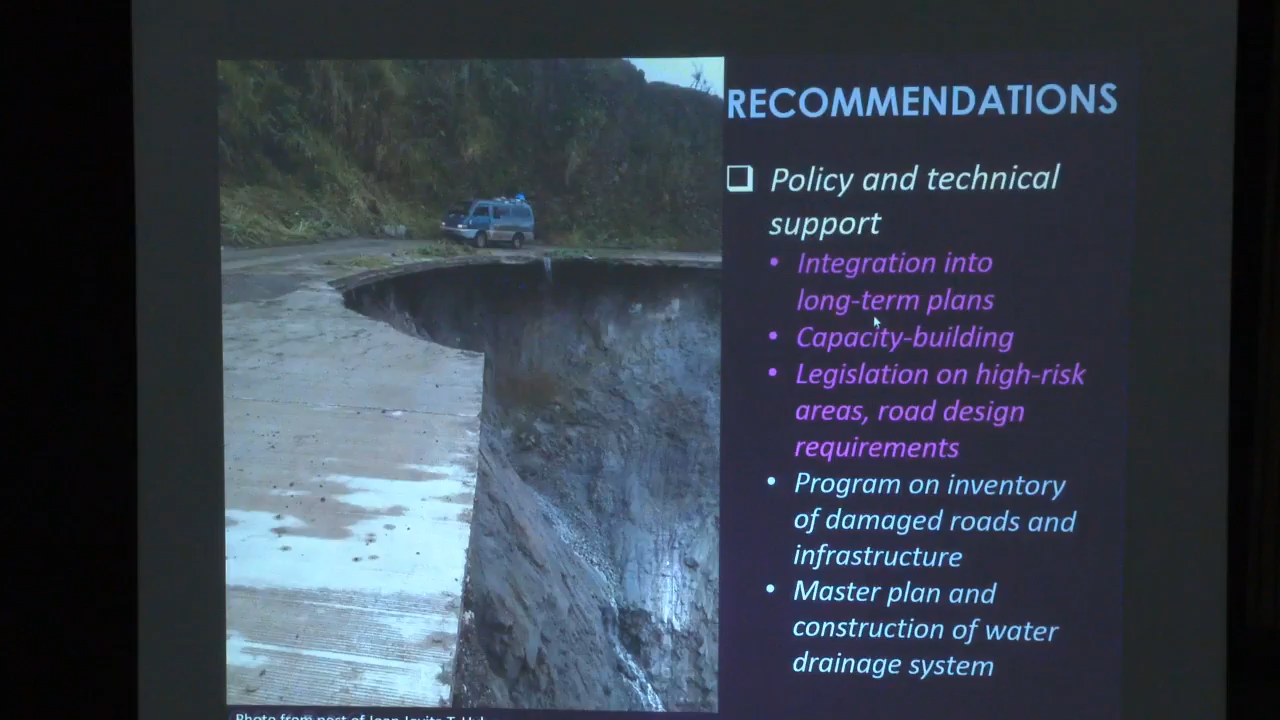 RECOMMENDATIONS
❑ Policy and technical
support
• Integration into
long-term plans
• Capacity-building
• Legislation on high-risk
areas, road design
requirements
• Program on inventory
of damaged roads and
infrastructure
• Master plan and
construction of water
drainage system
Photo from post of